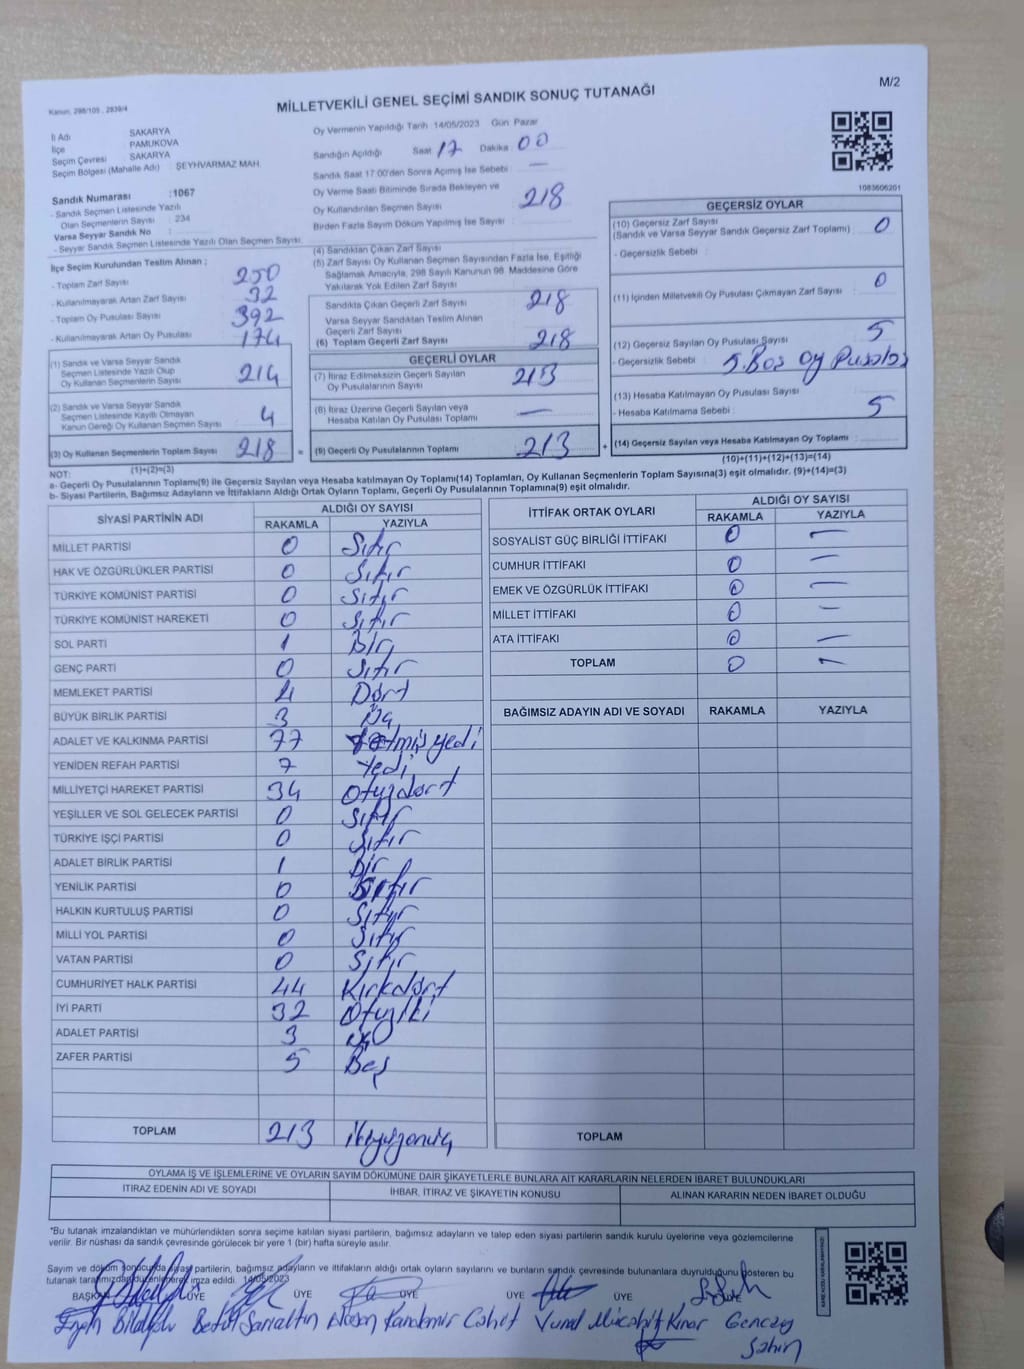 M/2
Kanun: 298/105 , 2839/4
MİLLETVEKİLİ GENEL SEÇİMİ SANDIK SONUÇ TUTANAĞI
İl Adı SAKARYA
İlçe PAMUKOVA
Seçim Çevresi SAKARYA
Seçim Bölgesi (Mahalle Adı) : ŞEYHVARMAZ MAH.
Sandık Numarası :1067
- Sandık Seçmen Listesinde Yazılı
Olan Seçmenlerin Sayısı : 234
Varsa Seyyar Sandık No :
- Seyyar Sandık Seçmen Listesinde Yazılı Olan Seçmen Sayısı:
İlçe Seçim Kurulundan Teslim Alınan ;
- Toplam Zarf Sayısı 250
- Kullanılmayarak Artan Zarf Sayısı 32
- Toplam Oy Pusulası Sayısı 392
- Kullanılmayarak Artan Oy Pusulası 174
(1) Sandık ve Varsa Seyyar Sandık
Seçmen Listesinde Yazılı Olup
Oy Kullanan Seçmenlerin Sayısı 214
(2) Sandık ve Varsa Seyyar Sandık
Seçmen Listesinde Kayıtlı Olmayan
Kanun Gereği Oy Kullanan Seçmen Sayısı 4
(3) Oy Kullanan Seçmenlerin Toplam Sayısı 218 =
(1)+(2)=(3)
Oy Vermenin Yapıldığı Tarih 14/05/2023 Gün Pazar
Sandığın Açıldığı Saat 17 Dakika 00
Sandık Saat 17:00'den Sonra Açılmış İse Sebebi —
Oy Verme Saati Bitiminde Sırada Bekleyen ve
Oy Kullandırılan Seçmen Sayısı 218
Birden Fazla Sayım Döküm Yapılmış İse Sayısı :
(4) Sandıktan Çıkan Zarf Sayısı
(5) Zarf Sayısı Oy Kullanan Seçmen Sayısından Fazla İse, Eşitliği
Sağlamak Amacıyla, 298 Sayılı Kanunun 98. Maddesine Göre
Yakılarak Yok Edilen Zarf Sayısı
Sandıkta Çıkan Geçerli Zarf Sayısı 218
Varsa Seyyar Sandıktan Teslim Alınan
Geçerli Zarf Sayısı
(6) Toplam Geçerli Zarf Sayısı 218
GEÇERLİ OYLAR
(7) İtiraz Edilmeksizin Geçerli Sayılan
Oy Pusulalarının Sayısı 213
(8) İtiraz Üzerine Geçerli Sayılan veya
Hesaba Katılan Oy Pusulası Toplamı —
(9) Geçerli Oy Pusulalarının Toplamı 213 +
1083606201
GEÇERSİZ OYLAR
(10) Geçersiz Zarf Sayısı
(Sandık ve Varsa Seyyar Sandık Geçersiz Zarf Toplamı) 0
- Geçersizlik Sebebi :
(11) İçinden Milletvekili Oy Pusulası Çıkmayan Zarf Sayısı 0
(12) Geçersiz Sayılan Oy Pusulası Sayısı 5
- Geçersizlik Sebebi 5. Boş Oy
(13) Hesaba Katılmayan Oy Pusulası Sayısı
- Hesaba Katılmama Sebebi : 5
(14) Geçersiz Sayılan veya Hesaba Katılmayan Oy Toplamı :
(10)+(11)+(12)+(13)=(14)
NOT:
a- Geçerli Oy Pusulalarının Toplamı(9) ile Geçersiz Sayılan veya Hesaba katılmayan Oy Toplamı(14) Toplamları, Oy Kullanan Seçmenlerin Toplam Sayısına(3) eşit olmalıdır. (9)+(14)=(3)
b- Siyasi Partilerin, Bağımsız Adayların ve İttifakların Aldığı Ortak Oyların Toplamı, Geçerli Oy Pusulalarının Toplamına(9) eşit olmalıdır.
SİYASİ PARTİNİN ADI ALDIĞI OY SAYISI
RAKAMLA YAZIYLA
MİLLET PARTİSİ 0 Sıfır
HAK VE ÖZGÜRLÜKLER PARTİSİ 0 Sıfır
TÜRKİYE KOMÜNİST PARTİSİ 0 Sıfır
TÜRKİYE KOMÜNİST HAREKETİ 0 Sıfır
SOL PARTİ 1 Bir
GENÇ PARTİ 0 Sıfır
MEMLEKET PARTİSİ 4 Dört
BÜYÜK BİRLİK PARTİSİ 3 Üç
ADALET VE KALKINMA PARTİSİ 77 Yetmişyedi
YENİDEN REFAH PARTİSİ 7 Yedi
MİLLİYETÇİ HAREKET PARTİSİ 34 Otuzdört
YEŞİLLER VE SOL GELECEK PARTİSİ 0 Sıfır
TÜRKİYE İŞÇİ PARTİSİ 0 Sıfır
ADALET BİRLİK PARTİSİ 1 Bir
YENİLİK PARTİSİ 0 Sıfır
HALKIN KURTULUŞ PARTİSİ 0 Sıfır
MİLLİ YOL PARTİSİ 0 Sıfır
VATAN PARTİSİ 0 Sıfır
CUMHURİYET HALK PARTİSİ 44 Kırkdört
İYİ PARTİ 32 Otuziki
ADALET PARTİSİ 3 Üç
ZAFER PARTİSİ 5 Beş
TOPLAM 213 ikiyüzonüç
İTTİFAK ORTAK OYLARI ALDIĞI OY SAYISI
RAKAMLA YAZIYLA
SOSYALİST GÜÇ BİRLİĞİ İTTİFAKI 0 —
CUMHUR İTTİFAKI 0 —
EMEK VE ÖZGÜRLÜK İTTİFAKI 0 —
MİLLET İTTİFAKI 0 —
ATA İTTİFAKI 0 —
TOPLAM 0 —
BAĞIMSIZ ADAYIN ADI VE SOYADI RAKAMLA YAZIYLA
TOPLAM
OYLAMA İŞ VE İŞLEMLERİNE VE OYLARIN SAYIM DÖKÜMÜNE DAİR ŞİKAYETLERLE BUNLARA AİT KARARLARIN NELERDEN İBARET BULUNDUKLARI
İTİRAZ EDENİN ADI VE SOYADI İHBAR, İTİRAZ VE ŞİKAYETİN KONUSU ALINAN KARARIN NEDEN İBARET OLDUĞU
*Bu tutanak imzalandıktan ve mühürlendikten sonra seçime katılan siyasi partilerin, bağımsız adayların ve talep eden siyasi partilerin sandık kurulu üyelerine veya gözlemcilerine
verilir. Bir nüshası da sandık çevresinde görülecek bir yere 1 (bir) hafta süreyle asılır.
Sayım ve döküm sonucunda siyasi partilerin, bağımsız adayların ve ittifakların aldığı ortak oyların sayılarını ve bunların sandık çevresinde bulunanlara duyrulduğunu gösteren bu
tutanak tarafımızdan düzenlenerek imza edildi. 14/05/2023
BAŞKAN ÜYE ÜYE ÜYE ÜYE ÜYE ÜYE
Betül Sarıaltın Hasan Kandemir Cahit Vural Mücahit Kınar Gencay
Şahin